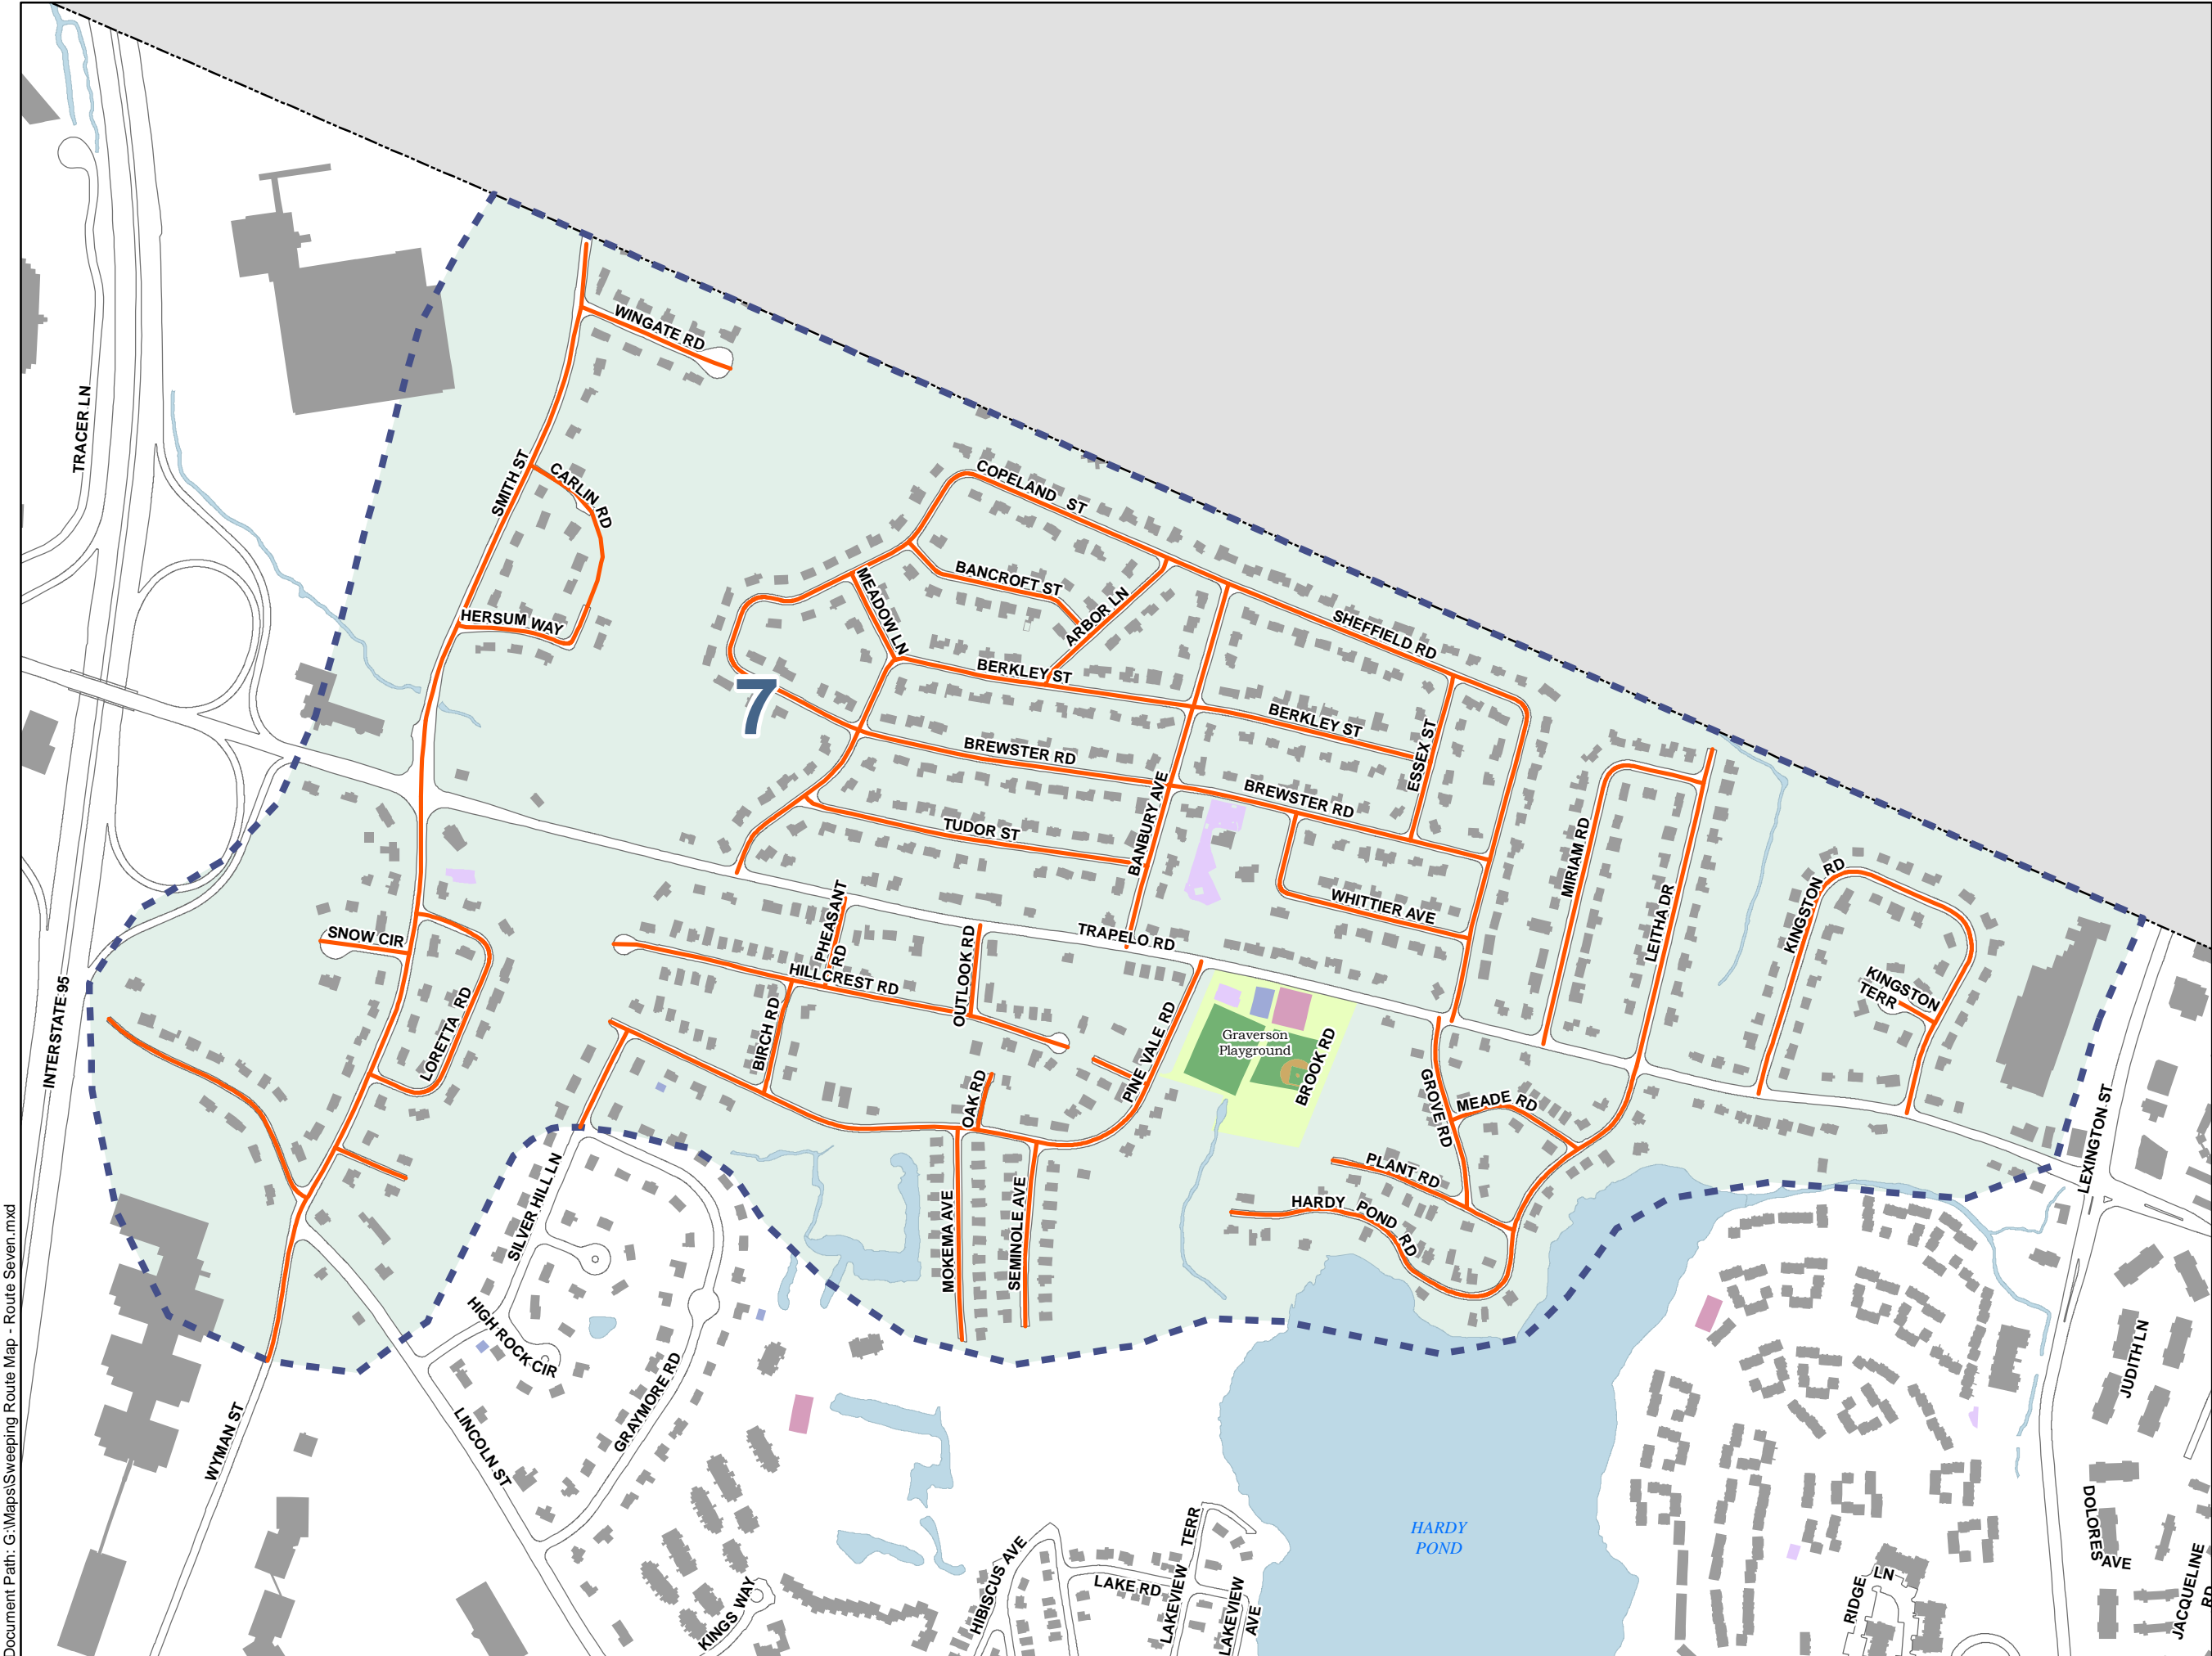 WINGATE RD
TRACER LN
SMITH ST
CARLIN RD
COPELAND ST
BANCROFT ST
MEADOW LN
ARBOR LN
HERSUM WAY
SHEFFIELD RD
BERKLEY ST
7
BERKLEY ST
BREWSTER RD
ESSEX ST
BREWSTER RD
BANBURY AVE
TUDOR ST
MIRIAM RD
KINGSTON RD
WHITTIER AVE
LEITHA DR
PHEASANT
RD
SNOW CIR
TRAPELO RD
OUTLOOK RD
HILLCREST RD
KINGSTON
TERR
INTERSTATE 95
LORETTA RD
BIRCH RD
PINE VALE RD
Graverson
Playground
BROOK RD
OAK RD
GROVE RD
MEADE RD
LEXINGTON ST
PLANT RD
SILVER HILL LN
MOKEMA AVE
SEMINOLE AVE
HARDY POND RD
HIGH ROCK CIR
GRAYMORE RD
JUDITH LN
WYMAN ST
LINCOLN ST
HARDY
POND
DOLORES AVE
HIBISCUS AVE
LAKE RD
LAKEVIEW TERR
LAKEVIEW
AVE
KINGS WAY
RIDGE LN
JACQUELINE
RD
Document Path: G:\Maps\Sweeping Route Map - Route Seven.mxd